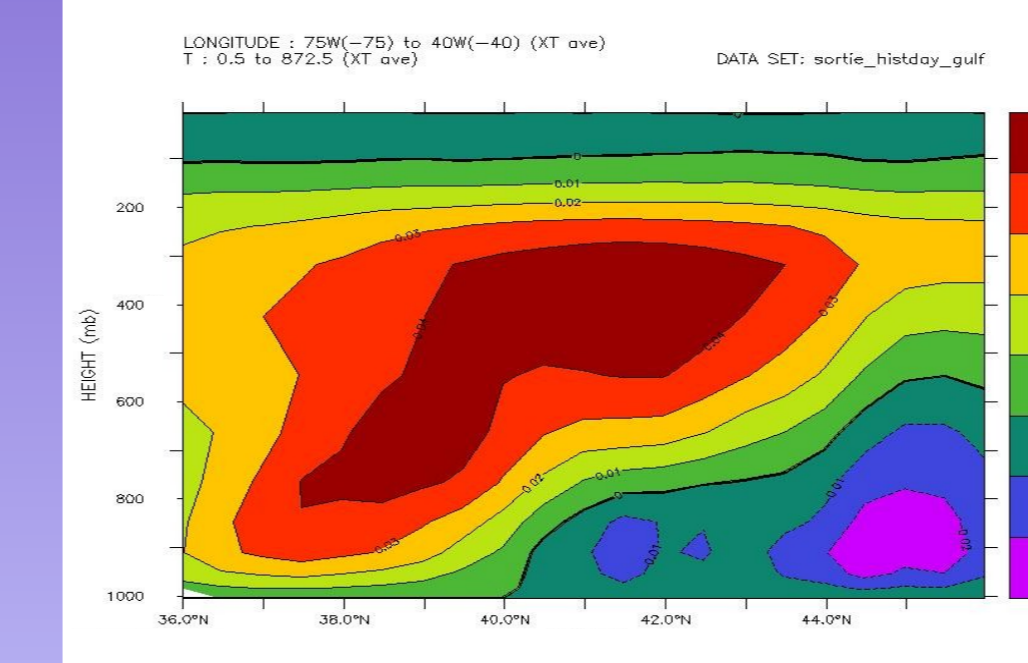 LONGITUDE : 75W(−75) to 40W(−40) (XT ave)
T : 0.5 to 872.5 (XT ave)
DATA SET: sortie_histday_gulf
0
0
0.01
0.02
0.03
200
0.03
400
0.04
0.04
HEIGHT (mb)
600
0.02
0.01
0
0.01
800
0.03
0.01
0.02
1000
36.0°N
38.0°N
40.0°N
42.0°N
44.0°N